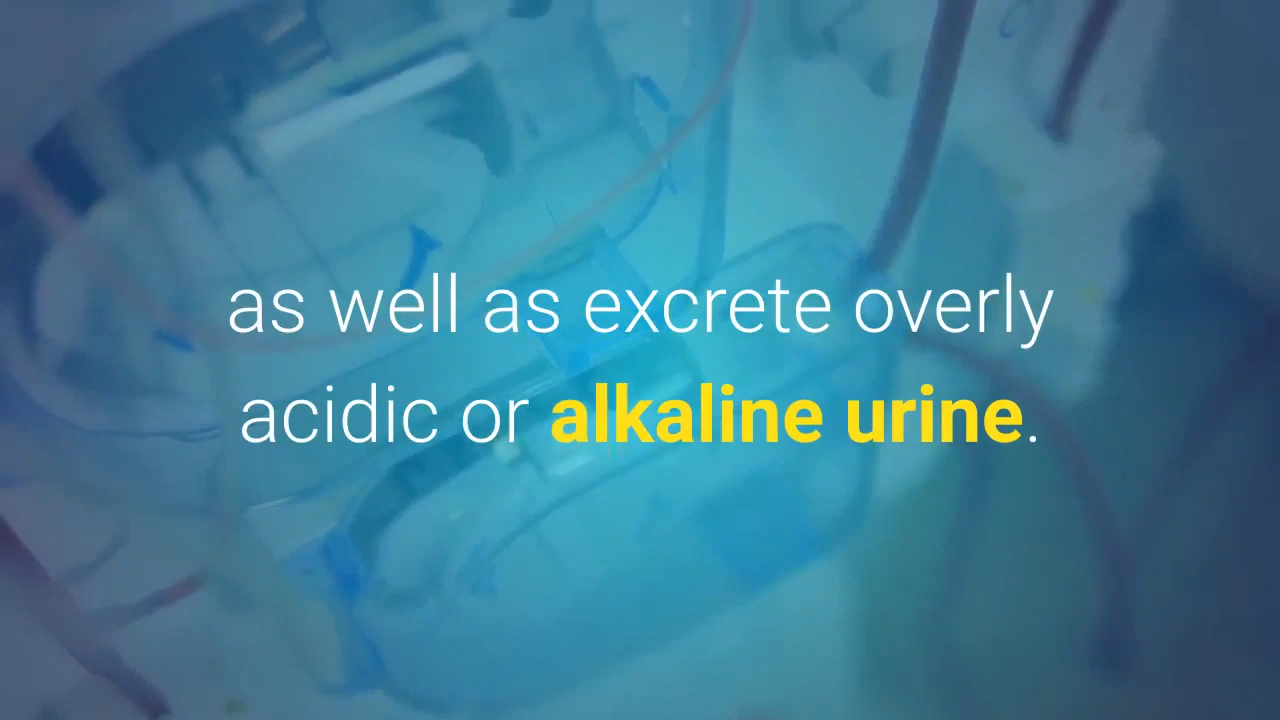 as well as excrete overly
acidic or alkaline urine.